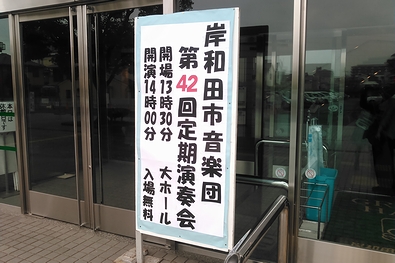 岸和田市音楽団
第42回定期演奏会
開場13時30分 大ホール
開演14時00分 入場無料